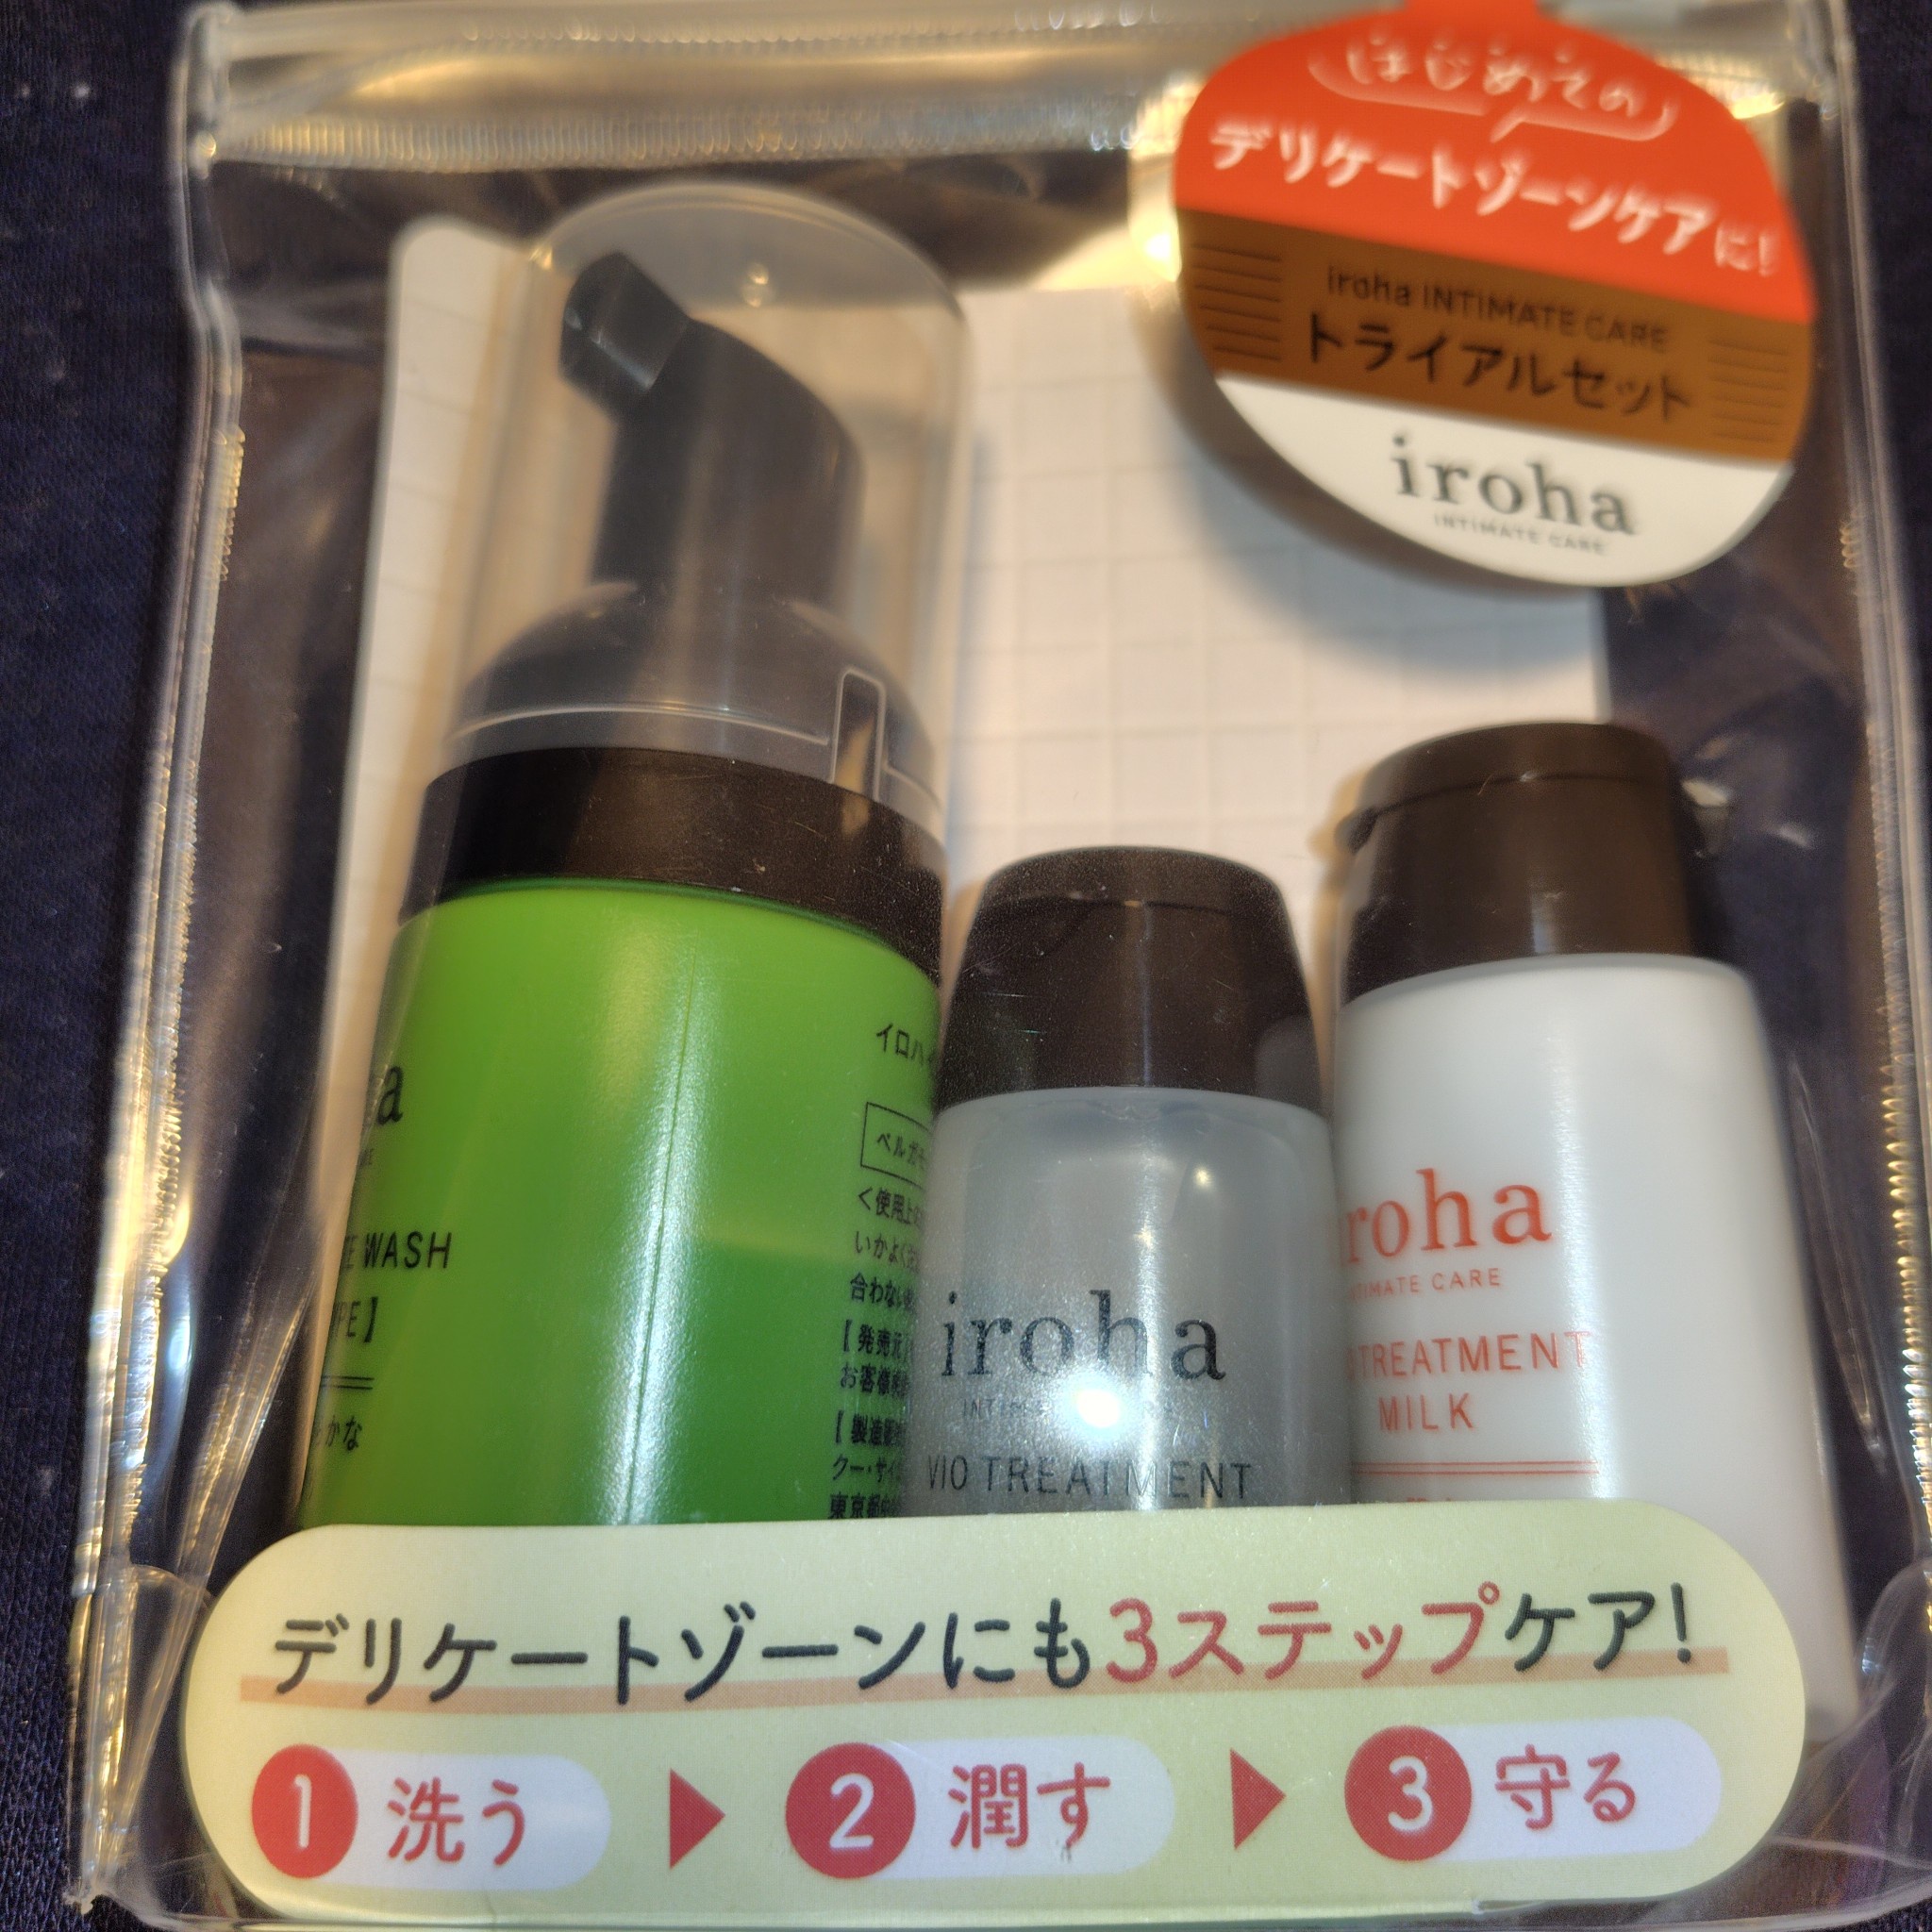 はじめての
デリケートゾーンケアに!
iroha INTIMATE CARE
トライアルセット
iroha
INTIMATE CARE
a
WASH
かな
イロハ
<使用上
いかよく
合わない
【発売元】
お客様
【製造
クー・サイ
東京都
iroha
VIO TREATMENT
roha
INTIMATE CARE
TREATMENT
MILK
デリケートゾーンにも3ステップケア!
1 洗う
2 潤す
3 守る